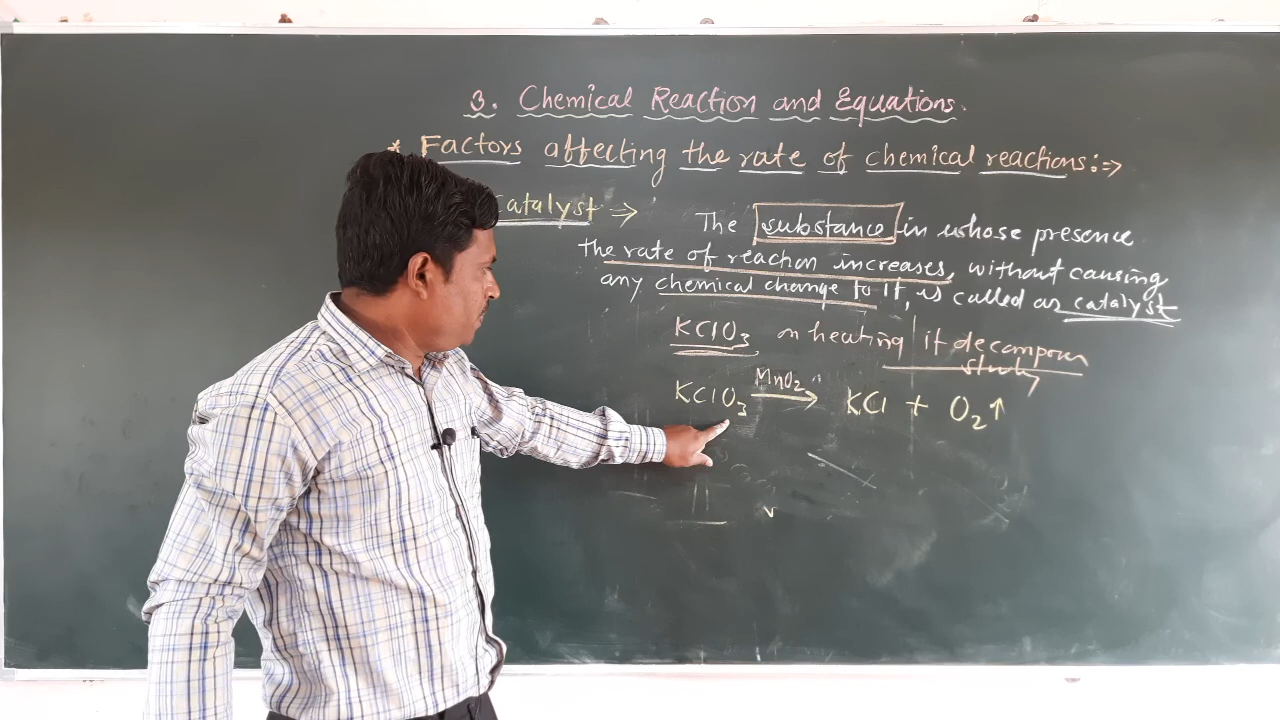 3. Chemical Reaction and Equations.
* Factors affecting the rate of chemical reactions :→
Catalyst ⇒ The substance in whose presence
the rate of reaction increases, without causing
any chemical change to it, is called as catalyst
KClO3 on heating it decompose
slowly
KClO3 MnO2 → KCl + O2↑